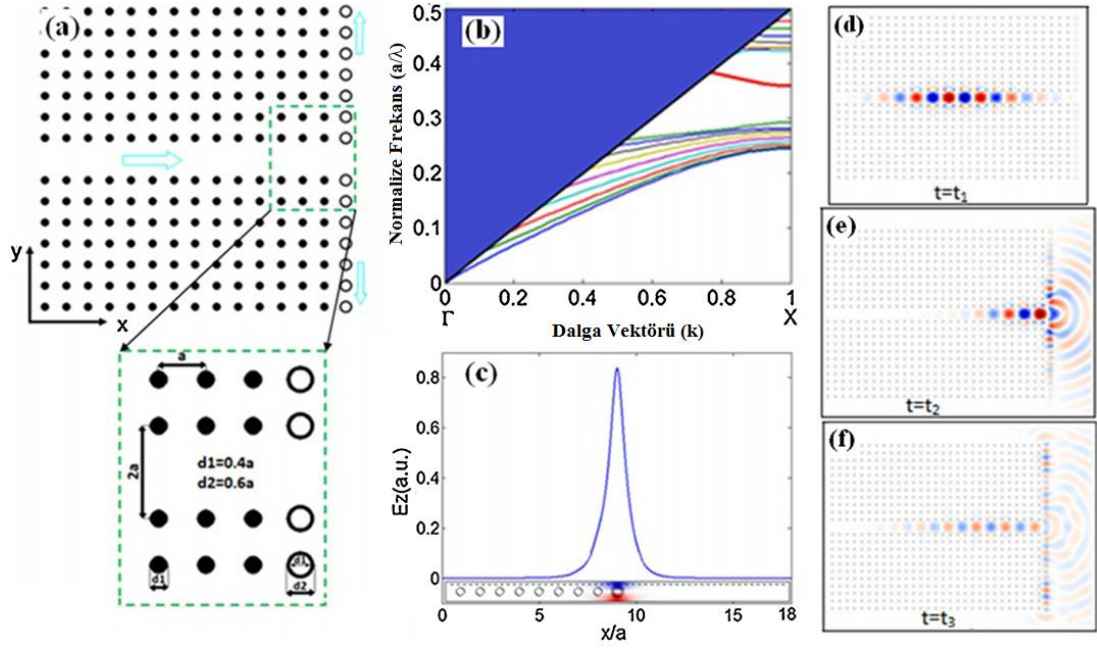 (a)
y
x
a
2a
d1=0.4a
d2=0.6a
d1
d1
d2
(b)
Normalize Frekans (a/λ)
0.5
0.4
0.3
0.2
0.1
0
0
0.2
0.4
0.6
0.8
1
Γ
X
Dalga Vektörü (k)
(c)
Ez(a.u.)
0.8
0.6
0.4
0.2
0
0
5
10
15
18
x/a
(d)
t=t1
(e)
t=t2
(f)
t=t3